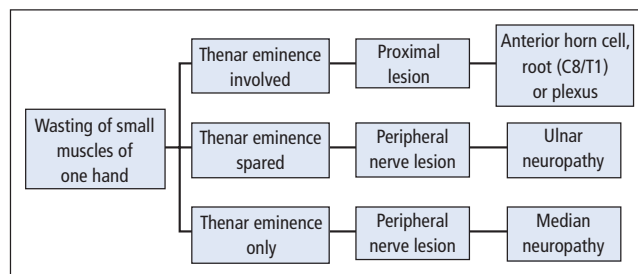 Wasting of small
muscles of
one hand
Thenar eminence
involved
Proximal
lesion
Anterior horn cell,
root (C8/T1)
or plexus
Thenar eminence
spared
Peripheral
nerve lesion
Ulnar
neuropathy
Thenar eminence
only
Peripheral
nerve lesion
Median
neuropathy